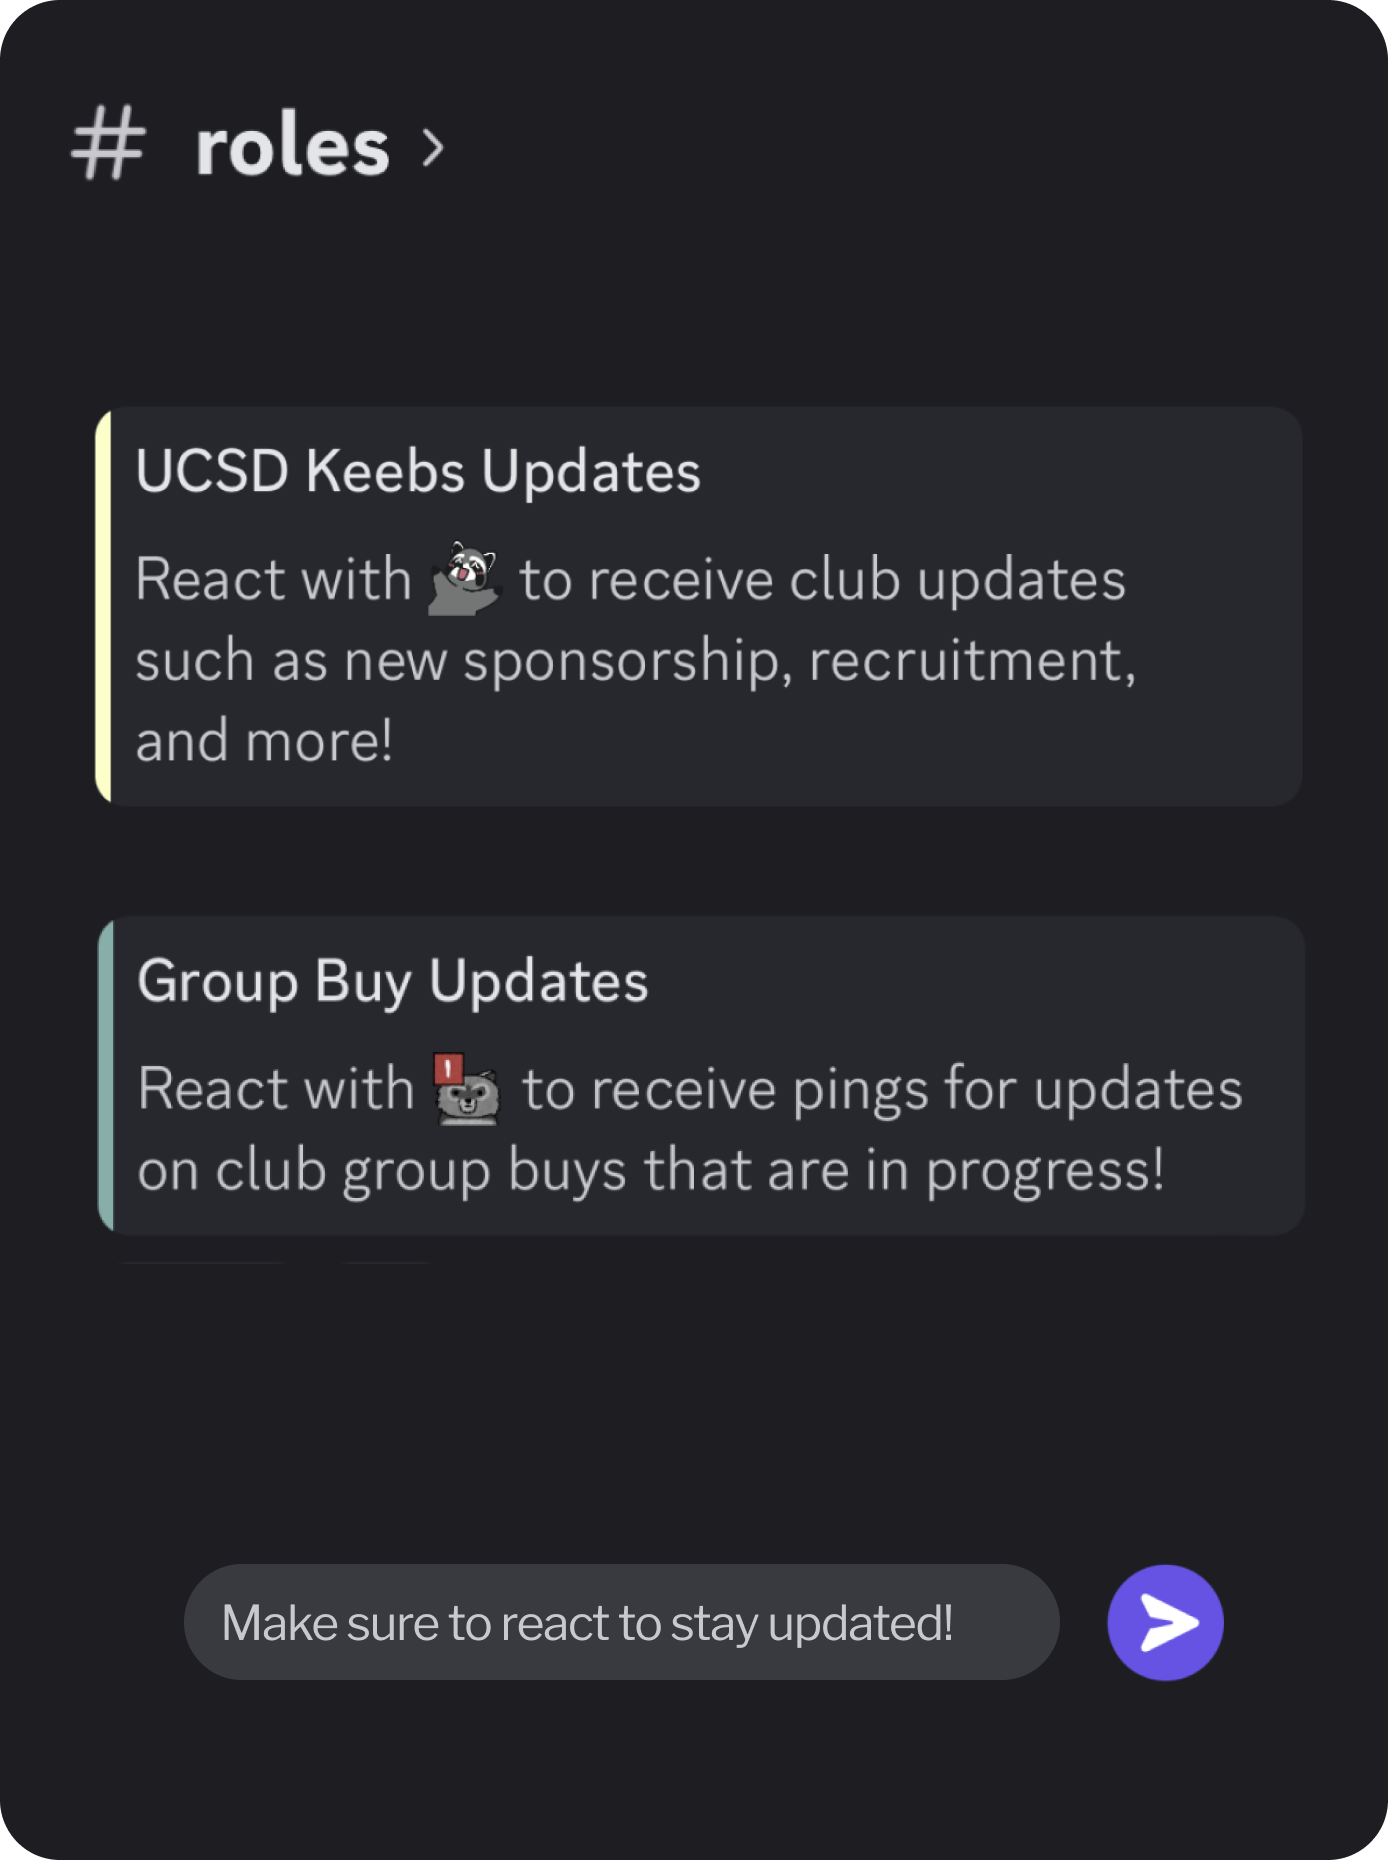 # roles >
UCSD Keebs Updates
React with to receive club updates
such as new sponsorship, recruitment,
and more!
Group Buy Updates
React with ! to receive pings for updates
on club group buys that are in progress!
Make sure to react to stay updated!